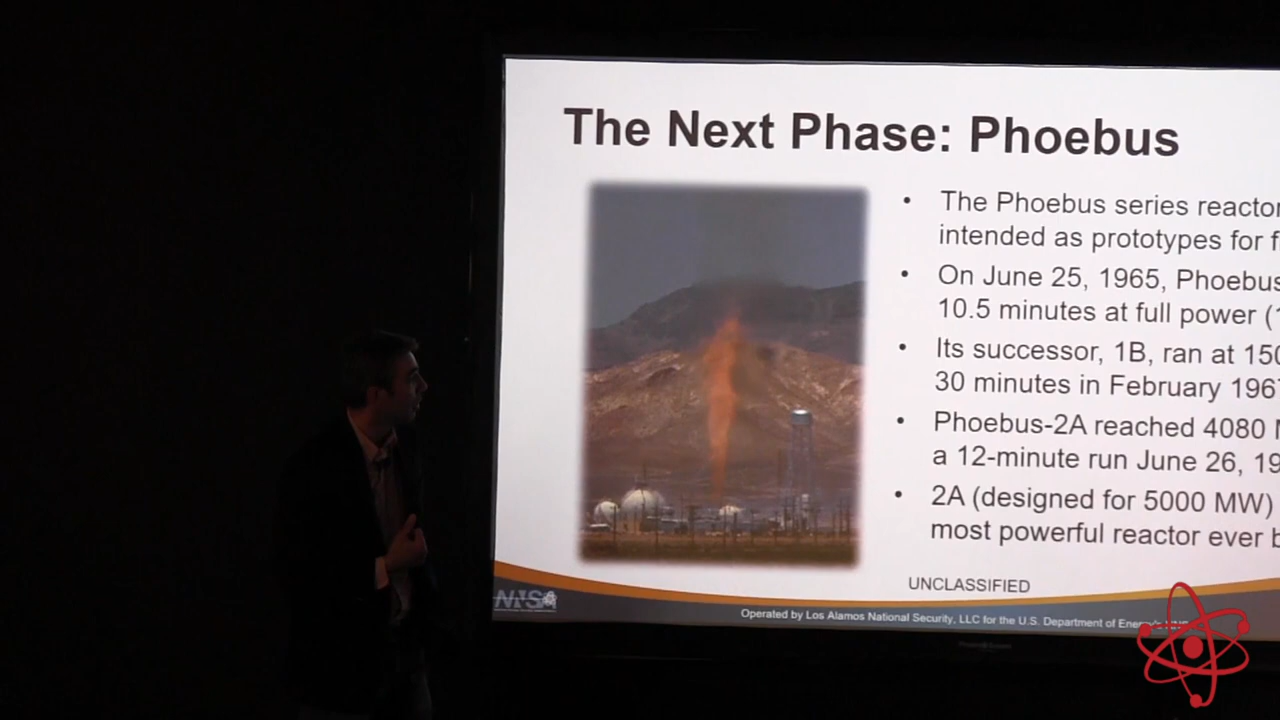 The Next Phase: Phoebus
• The Phoebus series reactor
intended as prototypes for f
• On June 25, 1965, Phoebus
10.5 minutes at full power (
• Its successor, 1B, ran at 150
30 minutes in February 196
• Phoebus-2A reached 4080
a 12-minute run June 26, 19
• 2A (designed for 5000 MW)
most powerful reactor ever b
UNCLASSIFIED
NNSA
Operated by Los Alamos National Security, LLC for the U.S. Department of Energy's NNSA